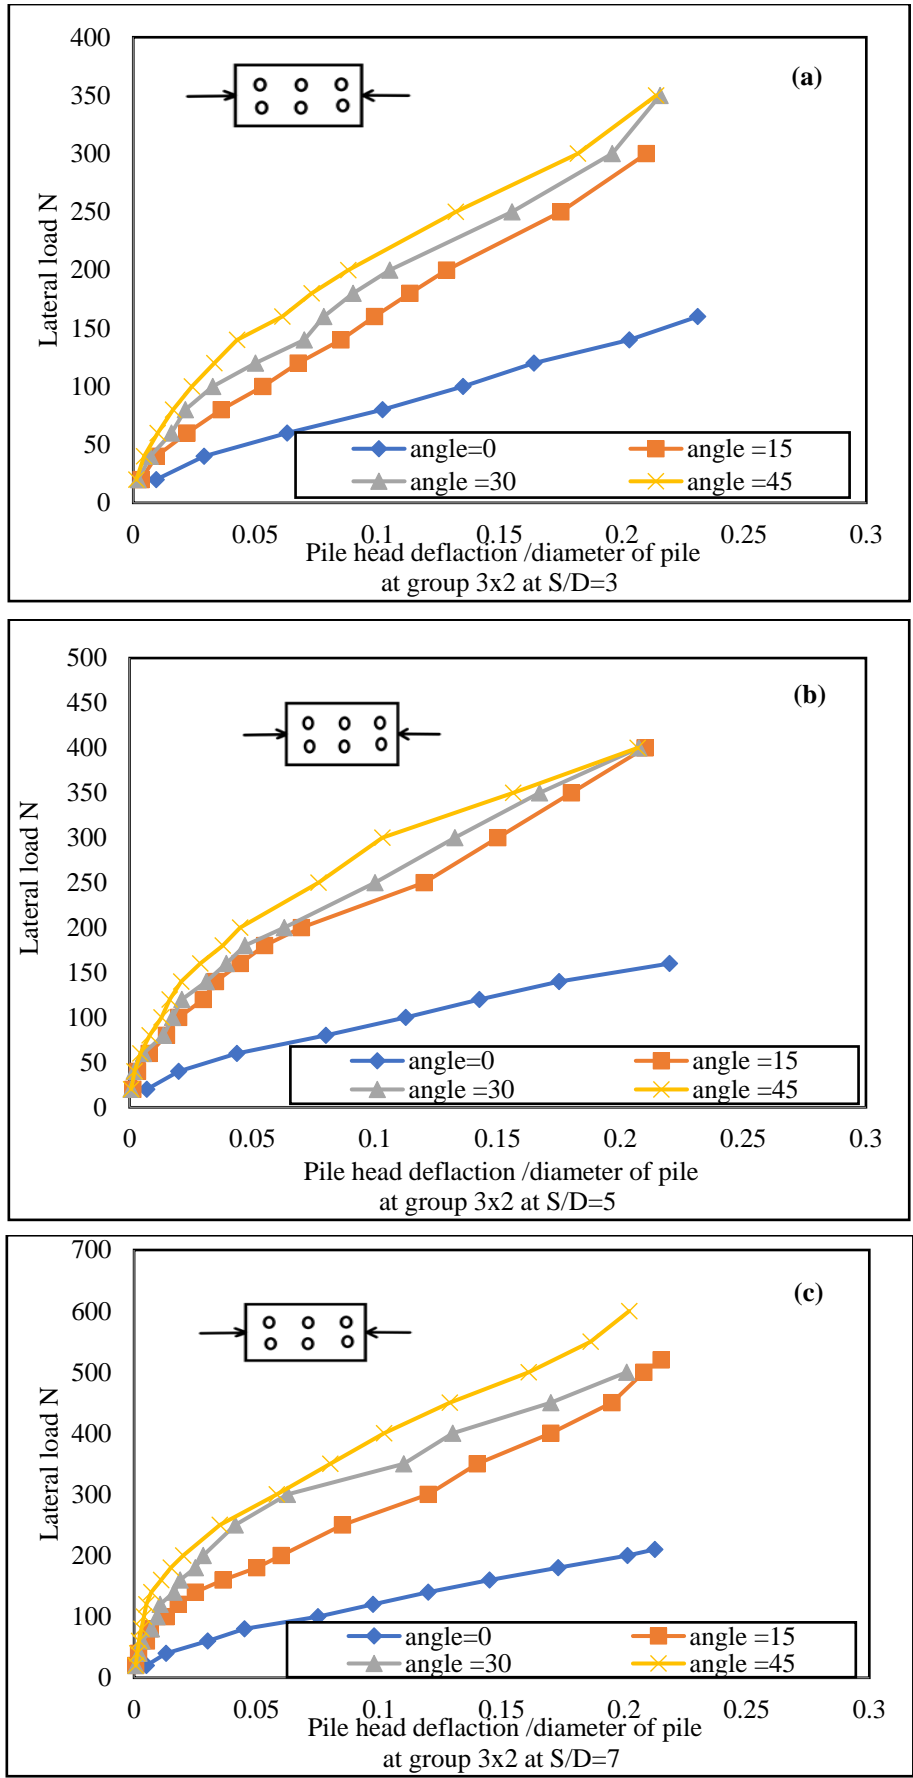 400
(a)
350
300
250
200
150
100
50
0
Lateral load N
angle=0
angle =15
angle =30
angle =45
0
0.05
0.1
0.15
0.2
0.25
0.3
Pile head deflaction /diameter of pile
at group 3x2 at S/D=3
500
450
(b)
400
350
300
250
200
150
100
50
0
Lateral load N
angle=0
angle =15
angle =30
angle =45
0
0.05
0.1
0.15
0.2
0.25
0.3
Pile head deflaction /diameter of pile
at group 3x2 at S/D=5
700
(c)
600
500
400
300
200
100
0
Lateral load N
angle=0
angle =15
angle =30
angle =45
0
0.05
0.1
0.15
0.2
0.25
0.3
Pile head deflaction /diameter of pile
at group 3x2 at S/D=7